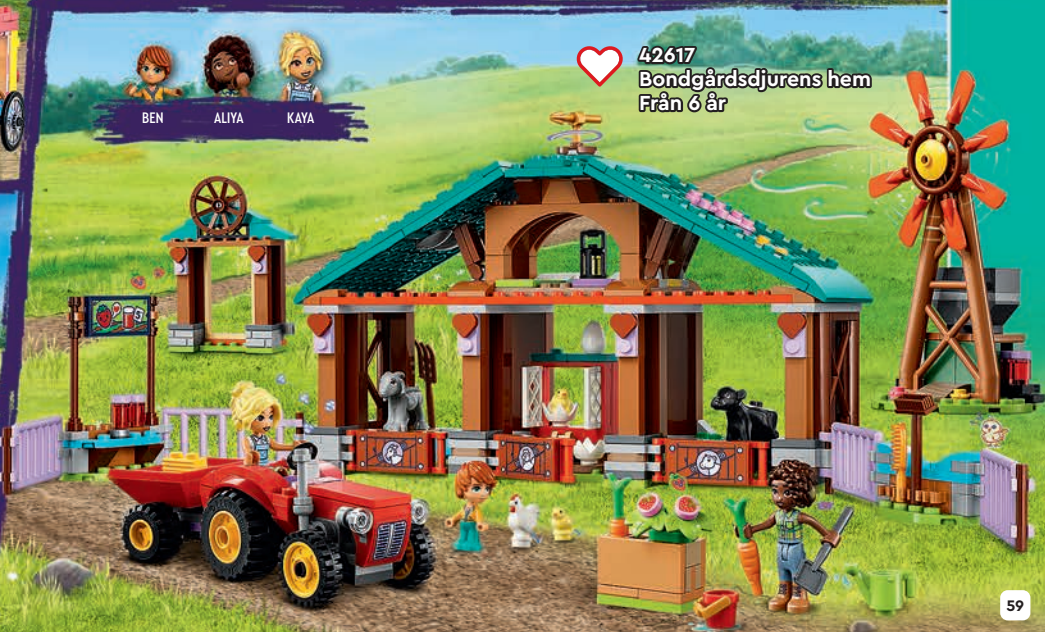 BEN
ALIYA
KAYA
42617
Bondgårdsdjurens hem
Från 6 år
59